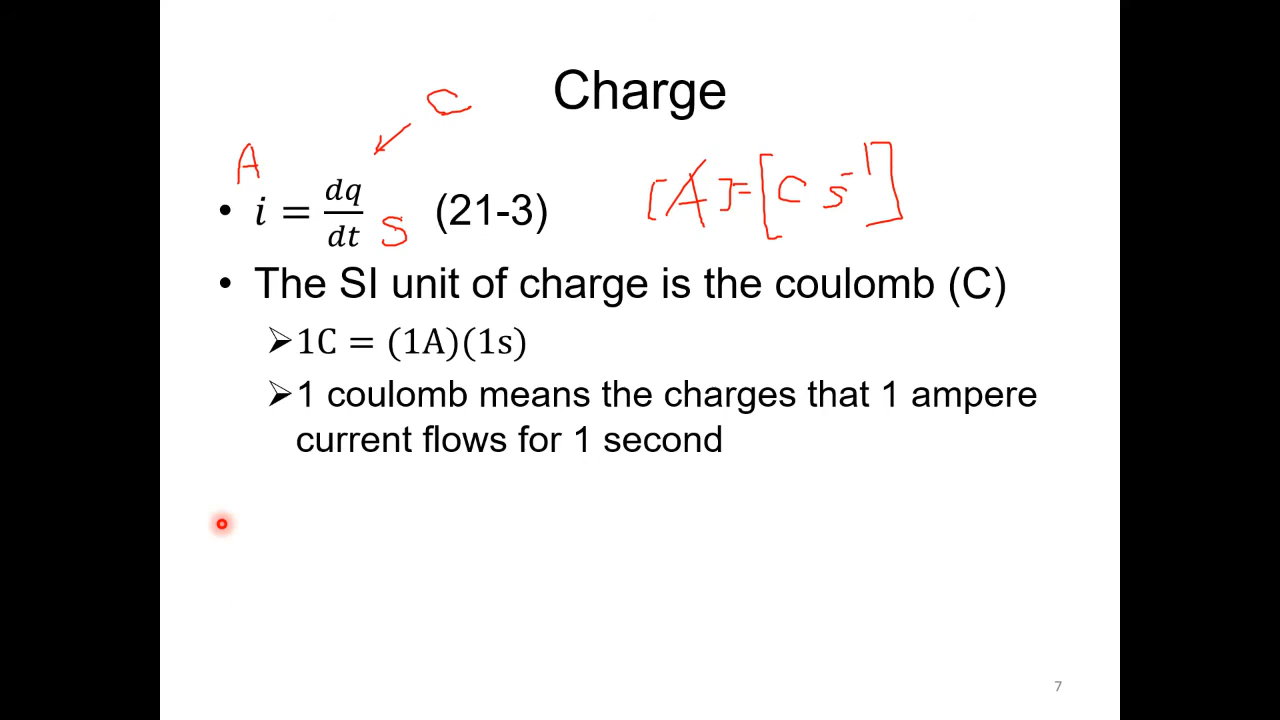 Charge
C
A
• i = dq/dt (21-3)
S
[A]=[C S⁻¹]
• The SI unit of charge is the coulomb (C)
➢1C = (1A)(1s)
➢1 coulomb means the charges that 1 ampere
current flows for 1 second
7